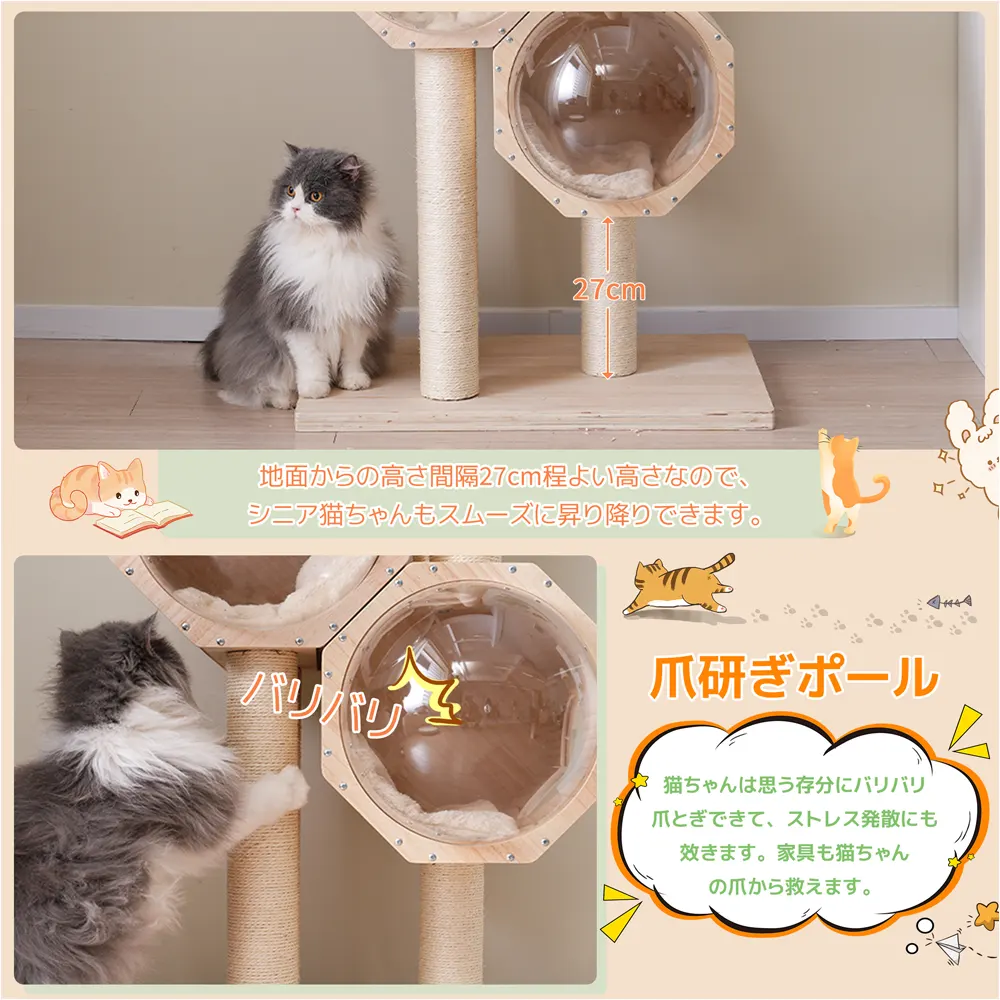 27cm
地面からの高さ間隔27cm程よい高さなので、
シニア猫ちゃんもスムーズに昇り降りできます。
バリバリ
爪研ぎポール
猫ちゃんは思う存分にバリバリ
爪とぎできて、ストレス発散にも
効きます。家具も猫ちゃん
の爪から救えます。